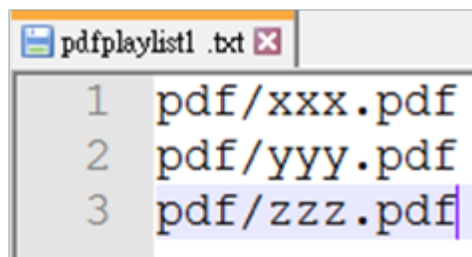 pdfplaylist1 .txt
1 pdf/xxx.pdf
2 pdf/yyy.pdf
3 pdf/zzz.pdf